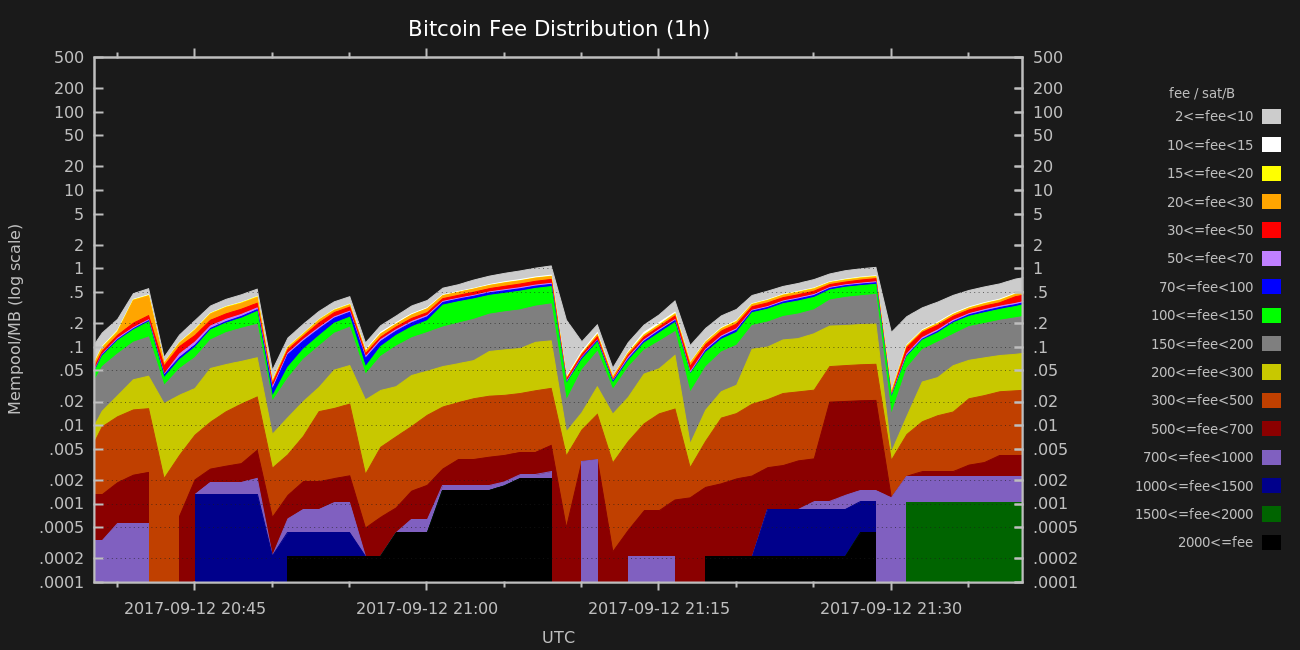 Bitcoin Fee Distribution (1h)
500
200
100
50
20
10
5
2
1
.5
.2
.1
.05
.02
.01
.005
.002
.001
.0005
.0002
.0001
Mempool/MB (log scale)
500
200
100
50
20
10
5
2
1
.5
.2
.1
.05
.02
.01
.005
.002
.001
.0005
.0002
.0001
2017-09-12 20:45
2017-09-12 21:00
2017-09-12 21:15
2017-09-12 21:30
UTC
fee / sat/B
2<=fee<10
10<=fee<15
15<=fee<20
20<=fee<30
30<=fee<50
50<=fee<70
70<=fee<100
100<=fee<150
150<=fee<200
200<=fee<300
300<=fee<500
500<=fee<700
700<=fee<1000
1000<=fee<1500
1500<=fee<2000
2000<=fee